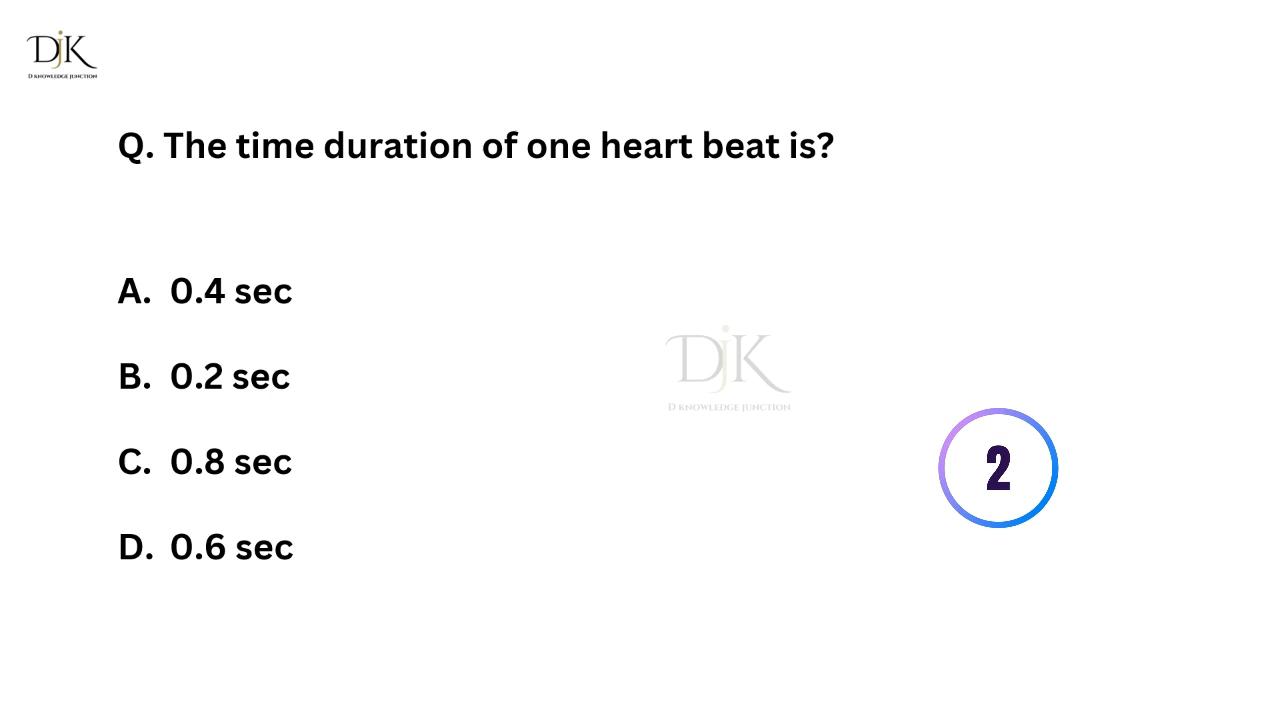 DjK
D KNOWLEDGE JUNCTION
Q. The time duration of one heart beat is?
A. 0.4 sec
B. 0.2 sec
C. 0.8 sec
D. 0.6 sec
DjK
D KNOWLEDGE JUNCTION
2